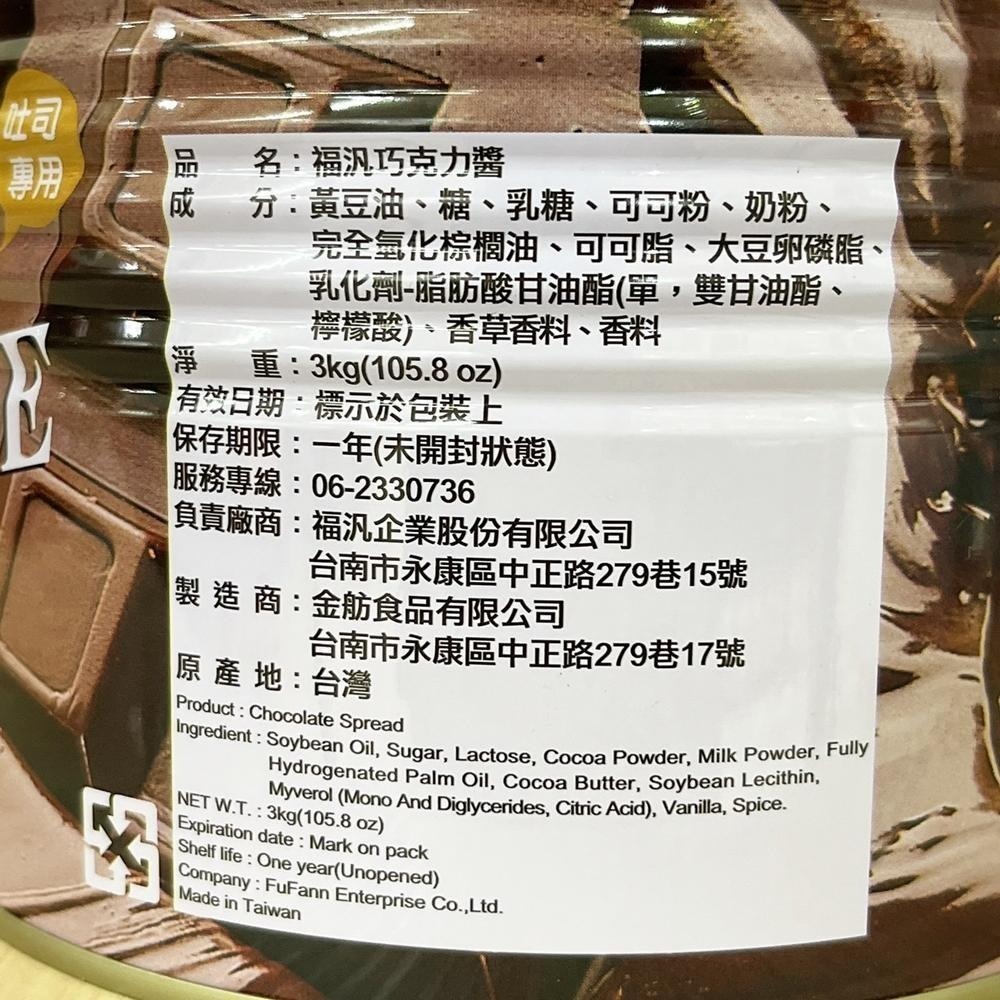 吐司
專用
E
品名：福汎巧克力醬
成分：黃豆油、糖、乳糖、可可粉、奶粉、
完全氫化棕櫚油、可可脂、大豆卵磷脂、
乳化劑-脂肪酸甘油酯(單，雙甘油酯、
檸檬酸)、香草香料、香料
淨重：3kg(105.8 oz)
有效日期：標示於包裝上
保存期限：一年(未開封狀態)
服務專線：06-2330736
負責廠商：福汎企業股份有限公司
台南市永康區中正路279巷15號
製造商：金舫食品有限公司
台南市永康區中正路279巷17號
原產地：台灣
Product : Chocolate Spread
Ingredient : Soybean Oil, Sugar, Lactose, Cocoa Powder, Milk Powder, Fully
Hydrogenated Palm Oil, Cocoa Butter, Soybean Lecithin,
Myverol (Mono And Diglycerides, Citric Acid), Vanilla, Spice.
NET W.T. : 3kg(105.8 oz)
Expiration date : Mark on pack
Shelf life : One year(Unopened)
Company : FuFann Enterprise Co.,Ltd.
Made in Taiwan